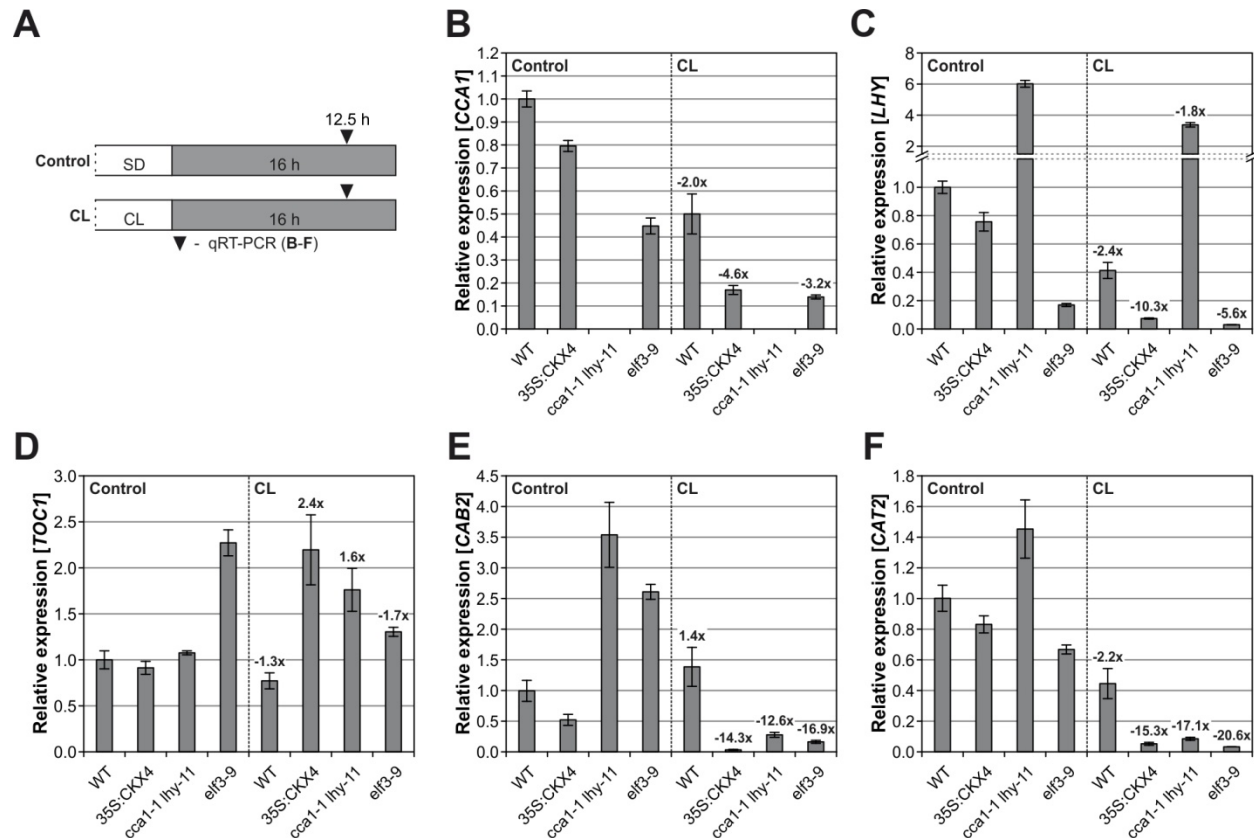 A
12.5 h
Control
SD
16 h
CL
CL
16 h
▼ - qRT-PCR (B-F)
B
Relative expression [CCA1]
1.2
1.1
1.0
0.9
0.8
0.7
0.6
0.5
0.4
0.3
0.2
0.1
0.0
Control
CL
-2.0x
-4.6x
-3.2x
WT
35S:CKX4
cca1-1 lhy-11
elf3-9
WT
35S:CKX4
cca1-1 lhy-11
elf3-9
C
Relative expression [LHY]
8
6
4
2
1.0
0.8
0.6
0.4
0.2
0.0
Control
CL
-2.4x
-10.3x
-1.8x
-5.6x
WT
35S:CKX4
cca1-1 lhy-11
elf3-9
WT
35S:CKX4
cca1-1 lhy-11
elf3-9
D
Relative expression [TOC1]
3.0
2.5
2.0
1.5
1.0
0.5
0.0
Control
CL
-1.3x
2.4x
1.6x
-1.7x
WT
35S:CKX4
cca1-1 lhy-11
elf3-9
WT
35S:CKX4
cca1-1 lhy-11
elf3-9
E
Relative expression [CAB2]
4.5
4.0
3.5
3.0
2.5
2.0
1.5
1.0
0.5
0.0
Control
CL
1.4x
-14.3x
-12.6x
-16.9x
WT
35S:CKX4
cca1-1 lhy-11
elf3-9
WT
35S:CKX4
cca1-1 lhy-11
elf3-9
F
Relative expression [CAT2]
1.8
1.6
1.4
1.2
1.0
0.8
0.6
0.4
0.2
0.0
Control
CL
-2.2x
-15.3x
-17.1x
-20.6x
WT
35S:CKX4
cca1-1 lhy-11
elf3-9
WT
35S:CKX4
cca1-1 lhy-11
elf3-9